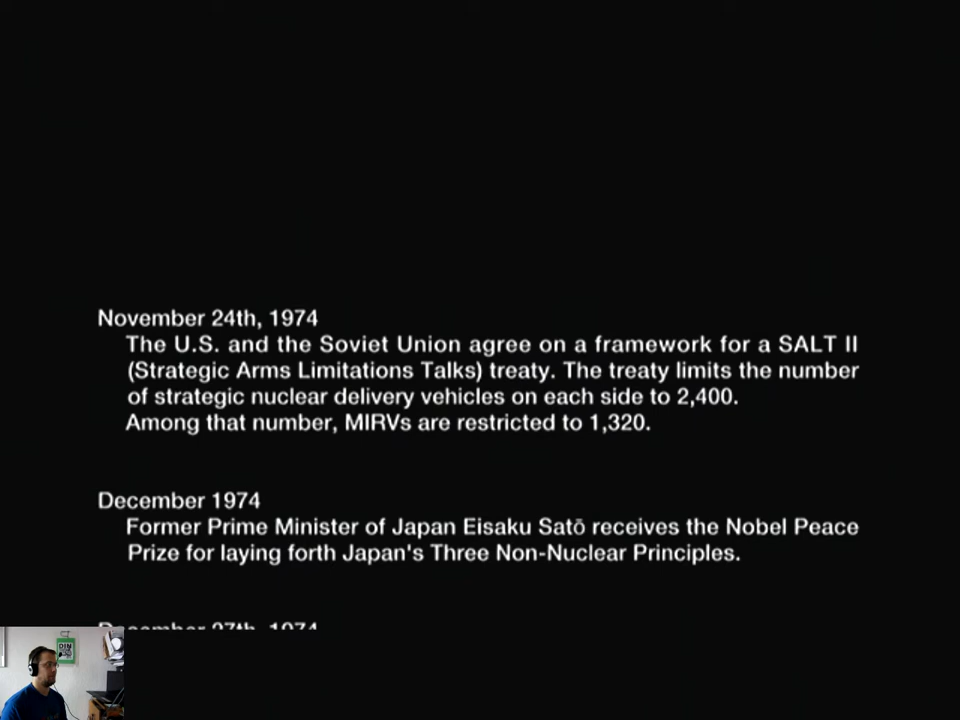 November 24th, 1974
The U.S. and the Soviet Union agree on a framework for a SALT II
(Strategic Arms Limitations Talks) treaty. The treaty limits the number
of strategic nuclear delivery vehicles on each side to 2,400.
Among that number, MIRVs are restricted to 1,320.
December 1974
Former Prime Minister of Japan Eisaku Satō receives the Nobel Peace
Prize for laying forth Japan's Three Non-Nuclear Principles.
December 27th, 1974